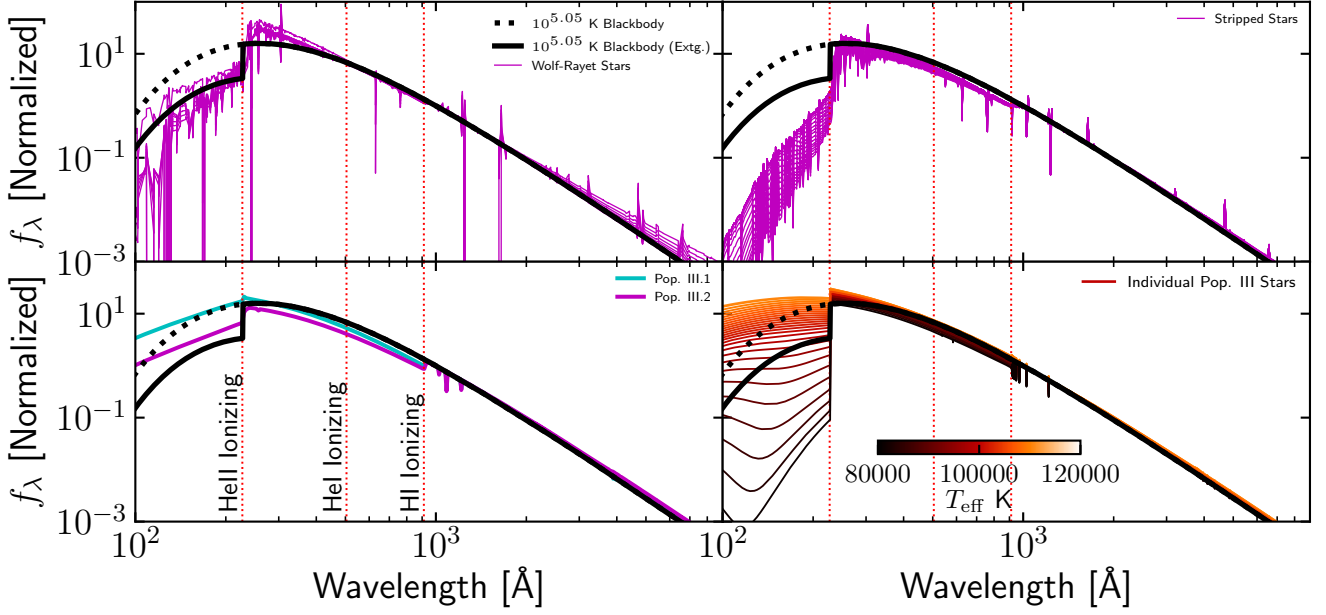 10^5.05 K Blackbody
10^5.05 K Blackbody (Extg.)
Wolf-Rayet Stars
Stripped Stars
f_λ [Normalized]
10^1
10^−1
10^−3
Pop. III.1
Pop. III.2
Individual Pop. III Stars
f_λ [Normalized]
10^1
10^−1
10^−3
HeII Ionizing
HeI Ionizing
HI Ionizing
80000 100000 120000
T_eff K
10^2 10^3 10^2 10^3
Wavelength [Å] Wavelength [Å]